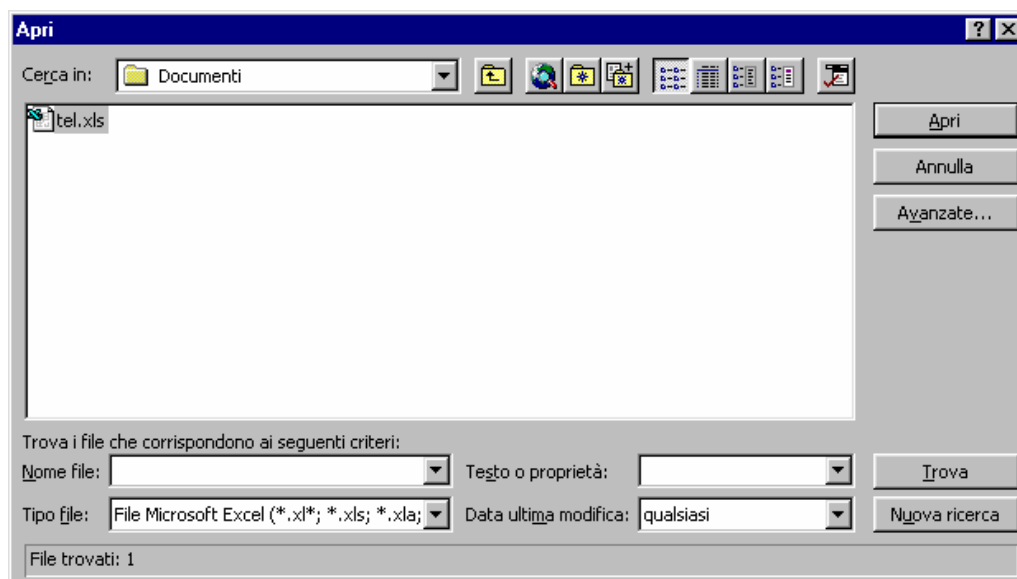 Apri
Cerca in: Documenti
tel.xls
Apri
Annulla
Avanzate...
Trova i file che corrispondono ai seguenti criteri:
Nome file: Testo o proprietà: Trova
Tipo file: File Microsoft Excel (*.xl*; *.xls; *.xla; Data ultima modifica: qualsiasi Nuova ricerca
File trovati: 1